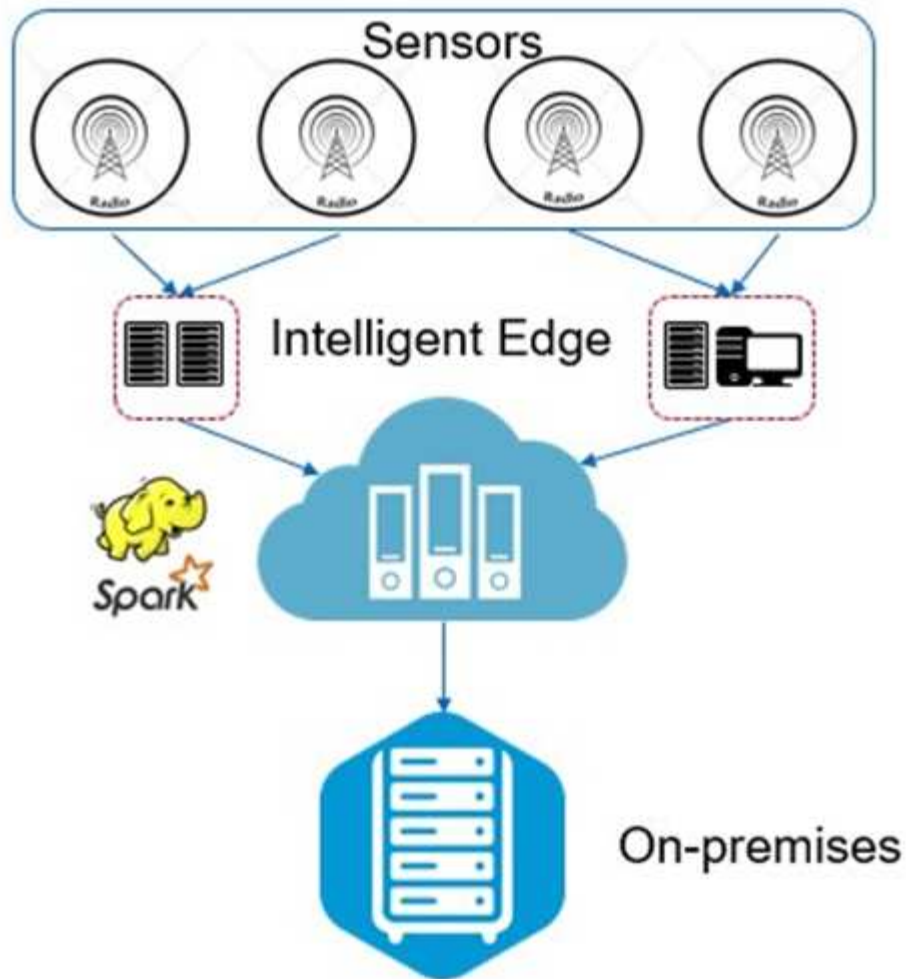 Sensors
Radio
Radio
Radio
Radio
Intelligent Edge
Spark
On-premises